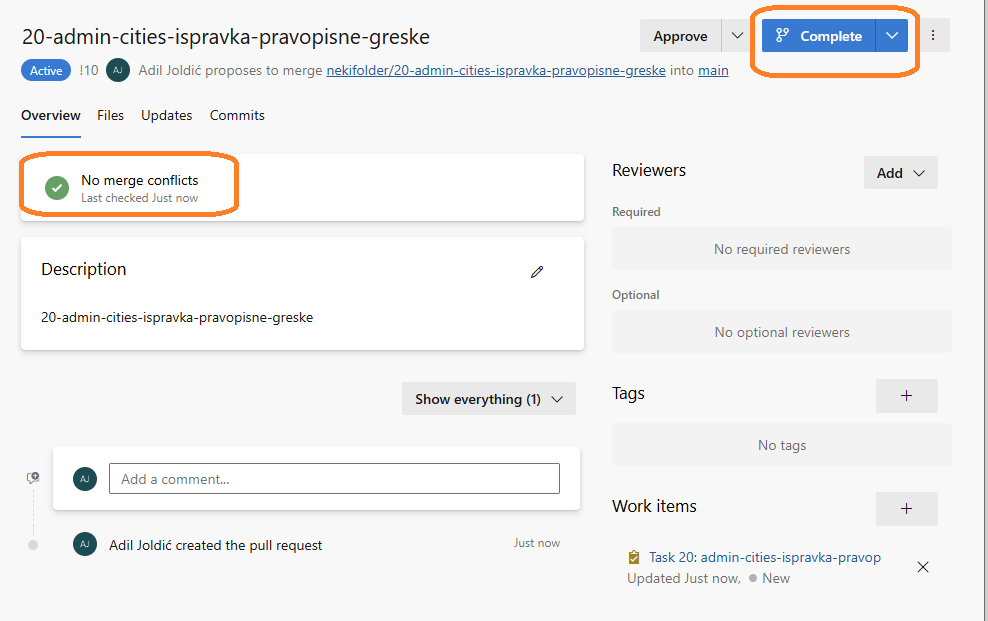 20-admin-cities-ispravka-pravopisne-greske
Approve
Complete
Active !10 AJ Adil Joldić proposes to merge nekifolder/20-admin-cities-ispravka-pravopisne-greske into main
Overview Files Updates Commits
No merge conflicts
Last checked Just now
Description
20-admin-cities-ispravka-pravopisne-greske
Show everything (1)
AJ Add a comment...
AJ Adil Joldić created the pull request Just now
Reviewers
Add
Required
No required reviewers
Optional
No optional reviewers
Tags
No tags
Work items
Task 20: admin-cities-ispravka-pravop
Updated Just now, New